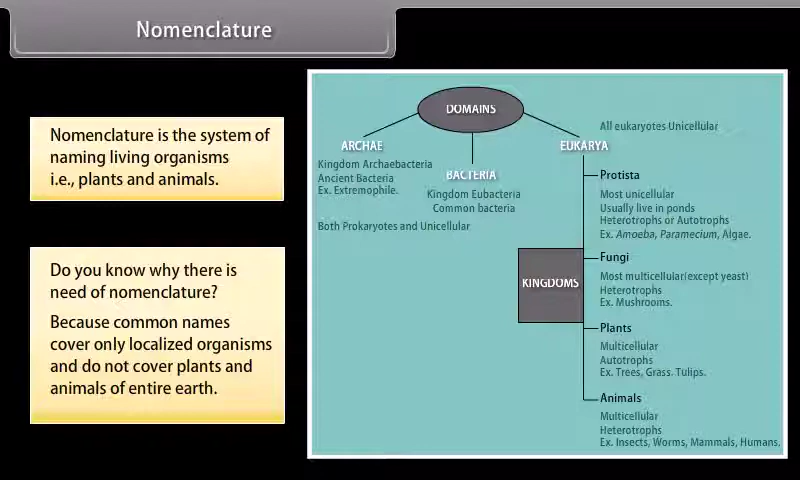 Nomenclature
Nomenclature is the system of
naming living organisms
i.e., plants and animals.
Do you know why there is
need of nomenclature?
Because common names
cover only localized organisms
and do not cover plants and
animals of entire earth.
DOMAINS
All eukaryotes Unicellular
ARCHAE
Kingdom Archaebacteria
Ancient Bacteria
Ex. Extremophile.
BACTERIA
Kingdom Eubacteria
Common bacteria
Both Prokaryotes and Unicellular
EUKARYA
KINGDOMS
Protista
Most unicellular
Usually live in ponds
Heterotrophs or Autotrophs
Ex. Amoeba, Paramecium, Algae.
Fungi
Most multicellular(except yeast)
Heterotrophs
Ex. Mushrooms.
Plants
Multicellular
Autotrophs
Ex. Trees, Grass. Tulips.
Animals
Multicellular
Heterotrophs
Ex. Insects, Worms, Mammals, Humans.